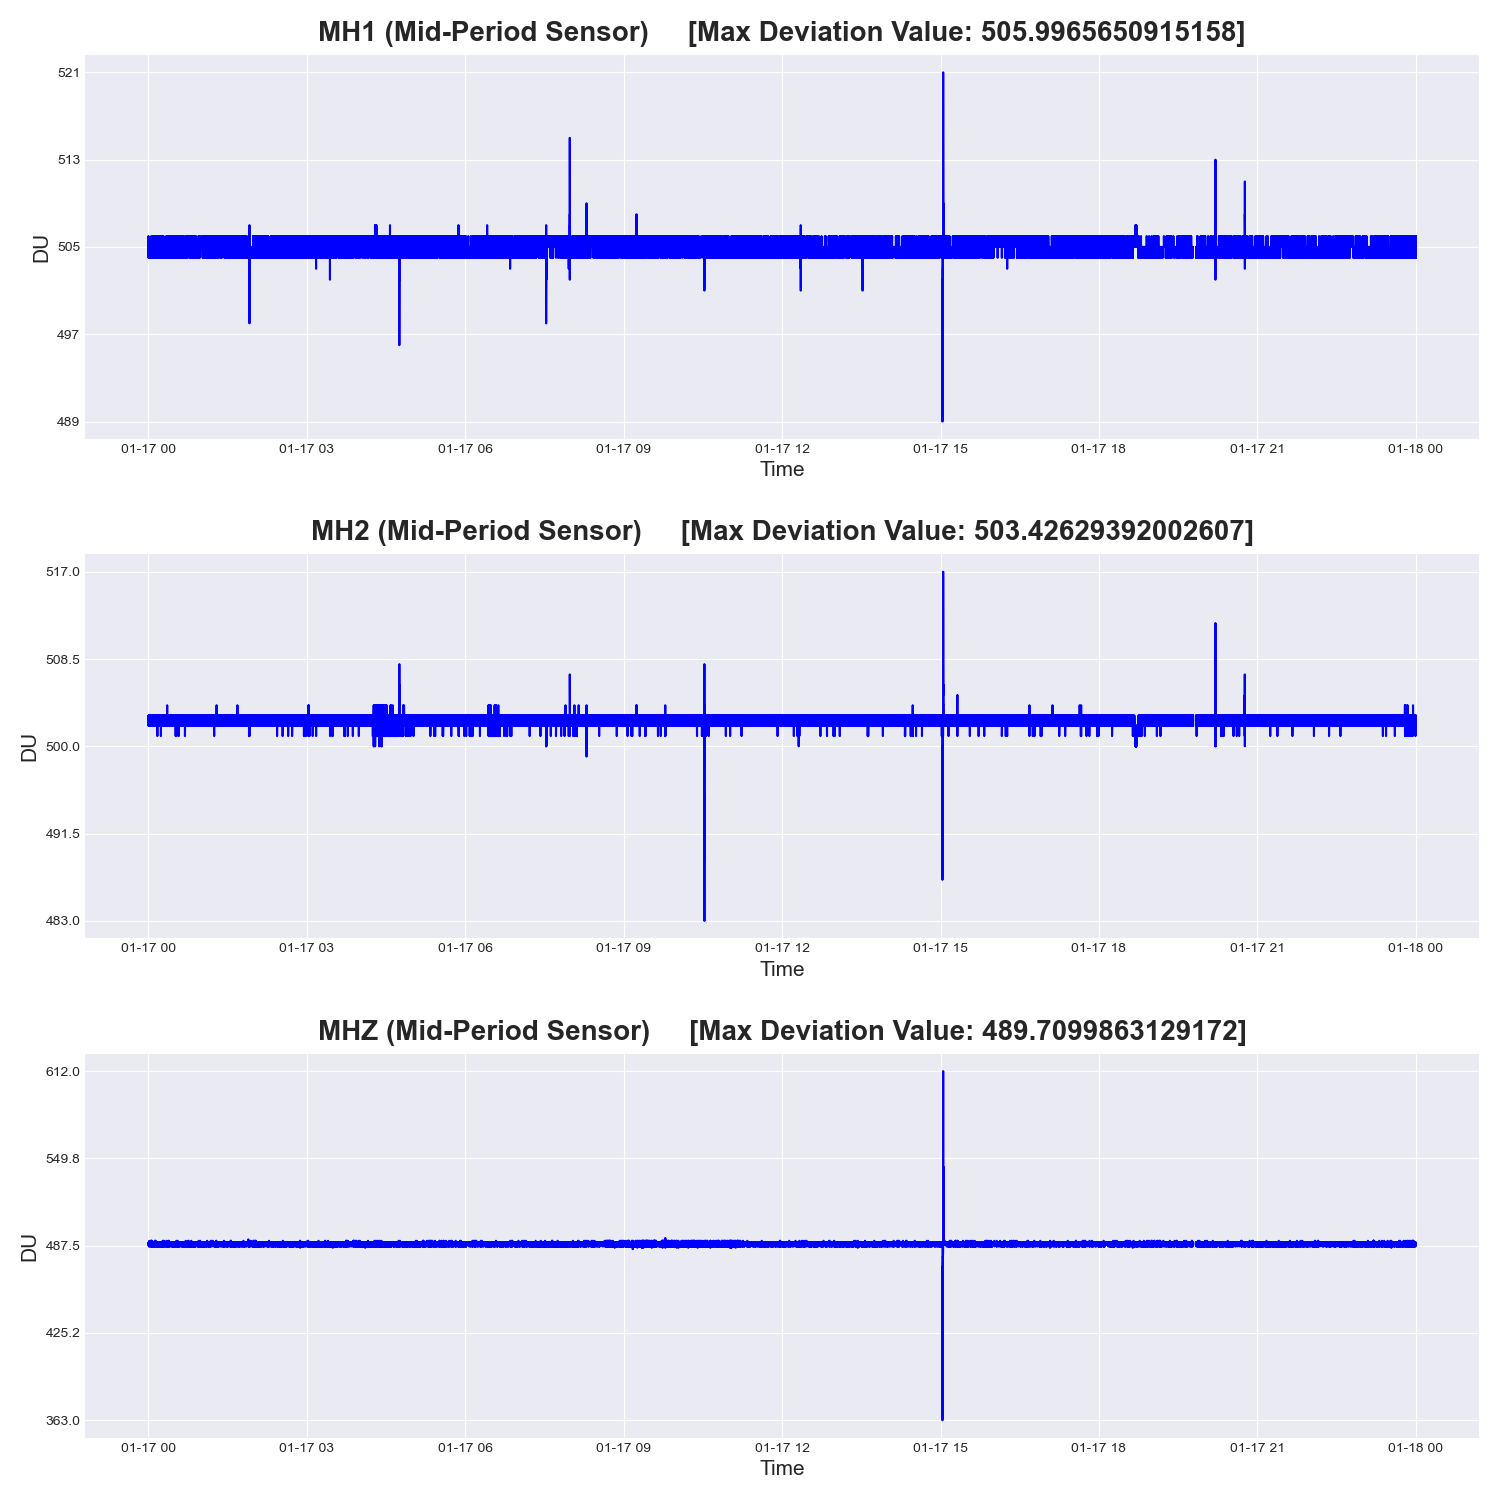 MH1 (Mid-Period Sensor) [Max Deviation Value: 505.9965650915158]
521
513
505
497
489
DU
01-17 00 01-17 03 01-17 06 01-17 09 01-17 12 01-17 15 01-17 18 01-17 21 01-18 00
Time
MH2 (Mid-Period Sensor) [Max Deviation Value: 503.42629392002607]
517.0
508.5
500.0
491.5
483.0
DU
01-17 00 01-17 03 01-17 06 01-17 09 01-17 12 01-17 15 01-17 18 01-17 21 01-18 00
Time
MHZ (Mid-Period Sensor) [Max Deviation Value: 489.7099863129172]
612.0
549.8
487.5
425.2
363.0
DU
01-17 00 01-17 03 01-17 06 01-17 09 01-17 12 01-17 15 01-17 18 01-17 21 01-18 00
Time